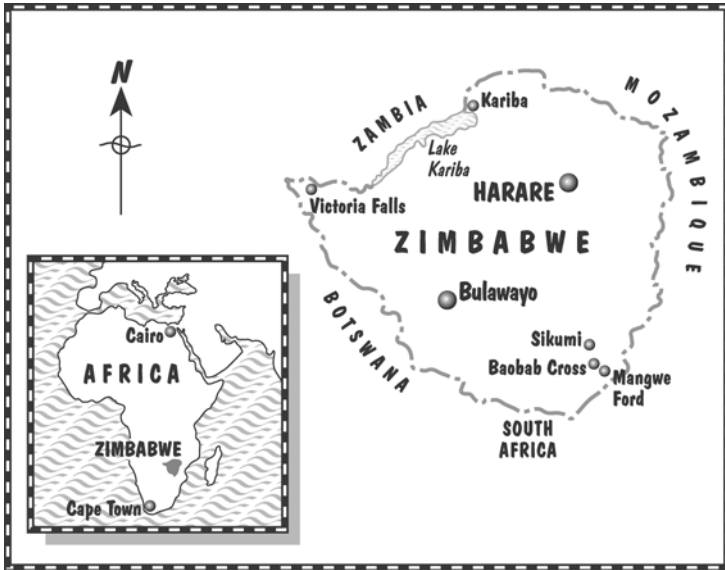 N
ZAMBIA
Kariba
MOZAMBIQUE
Lake
Kariba
Victoria Falls
HARARE
ZIMBABWE
Bulawayo
BOTSWANA
Sikumi
Baobab Cross
Mangwe
Ford
SOUTH
AFRICA
Cairo
AFRICA
ZIMBABWE
Cape Town